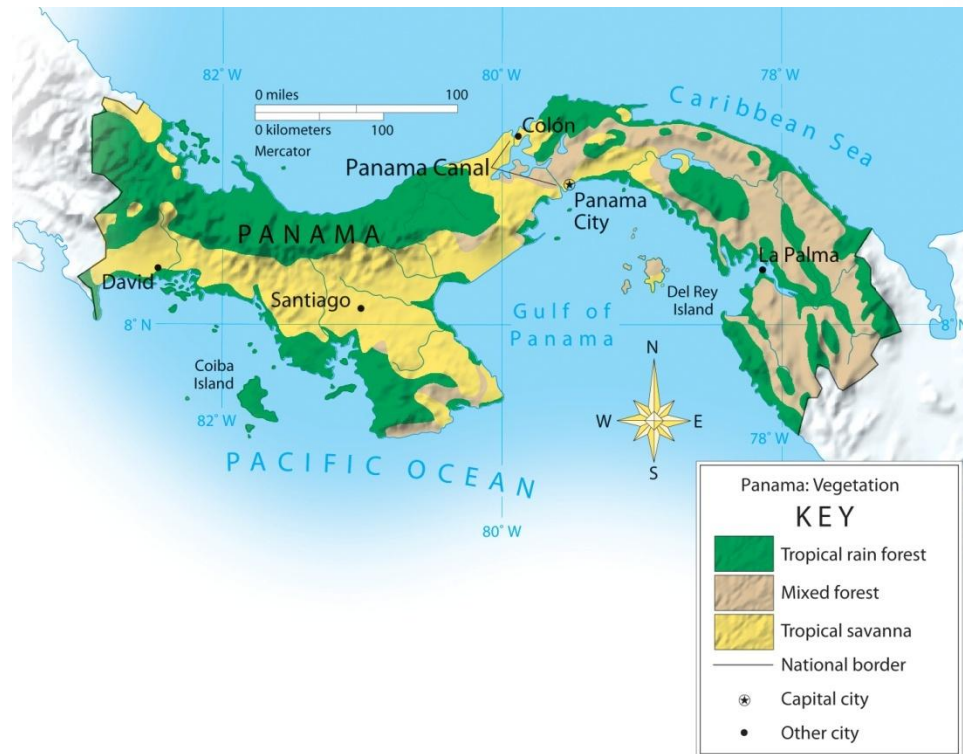 82° W
80° W
78° W
0 miles
100
0 kilometers
100
Mercator
Caribbean Sea
Colón
Panama Canal
Panama
City
PANAMA
La Palma
David
Santiago
Del Rey
Island
8° N
Gulf of
Panama
8° N
Coiba
Island
N
W
E
S
82° W
78° W
PACIFIC OCEAN
80° W
Panama: Vegetation
KEY
Tropical rain forest
Mixed forest
Tropical savanna
National border
Capital city
Other city